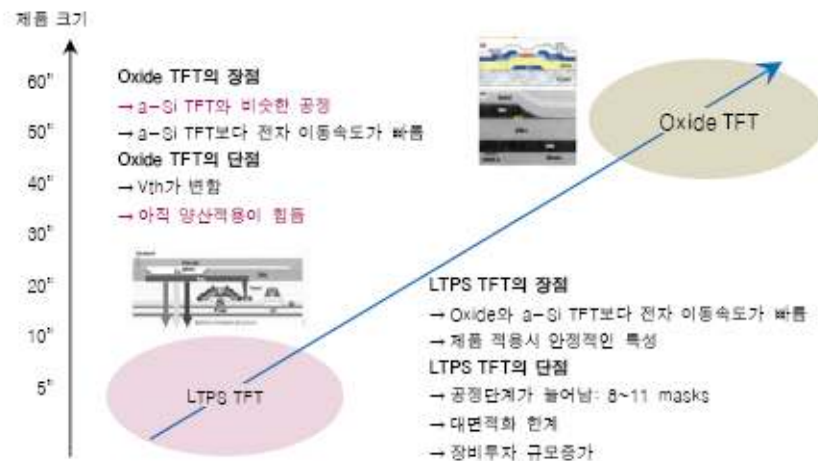 제품 크기
60"
50"
40"
30"
20"
10"
5"
Oxide TFT의 장점
→ a-Si TFT와 비슷한 공정
→ a-Si TFT보다 전자 이동속도가 빠름
Oxide TFT의 단점
→ Vth가 변함
→ 아직 양산적용이 힘듬
Oxide TFT
LTPS TFT
LTPS TFT의 장점
→ Oxide와 a-Si TFT보다 전자 이동속도가 빠름
→ 제품 적용시 안정적인 특성
LTPS TFT의 단점
→ 공정단계가 늘어남: 8~11 masks
→ 대면적화 한계
→ 장비투자 규모증가